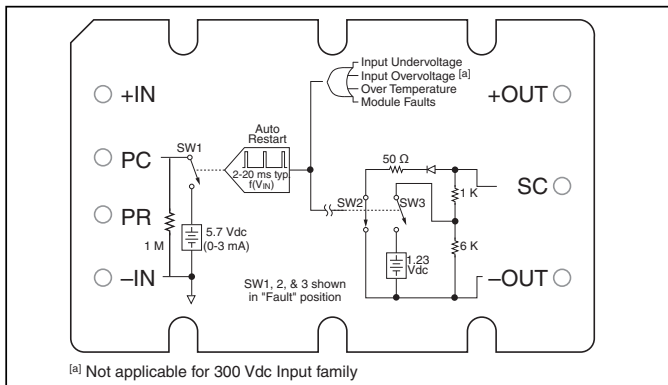 Input Undervoltage
Input Overvoltage [a]
Over Temperature
Module Faults
+IN
+OUT
PC
SW1
Auto
Restart
2-20 ms typ.
f(VIN)
50 Ω
1 K
SC
PR
SW2
SW3
5.7 Vdc
(0-3 mA)
1 M
6 K
1.23
Vdc
–IN
–OUT
SW1, 2, & 3 shown
in "Fault" position
[a] Not applicable for 300 Vdc Input family